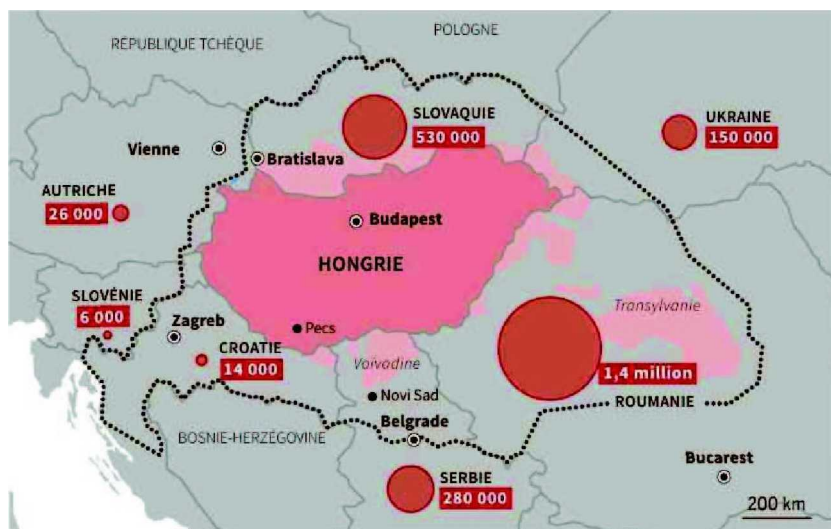 POLOGNE
RÉPUBLIQUE TCHÈQUE
SLOVAQUIE
530 000
UKRAINE
150 000
Vienne
Bratislava
AUTRICHE
26 000
Budapest
HONGRIE
SLOVÉNIE
6 000
Zagreb
Pecs
Transylvanie
CROATIE
14 000
Voïvodine
1,4 million
Novi Sad
ROUMANIE
Belgrade
BOSNIE-HERZÉGOVINE
Bucarest
SERBIE
280 000
200 km